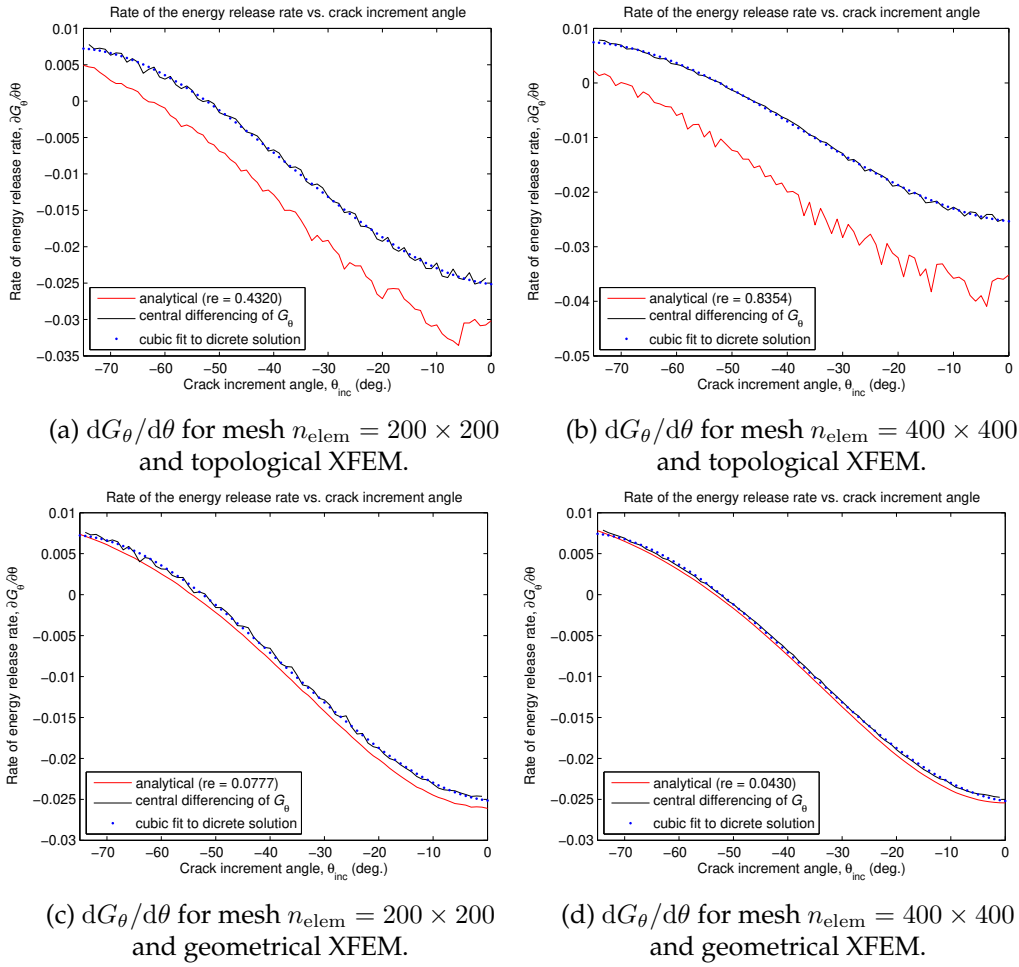 Rate of the energy release rate vs. crack increment angle
0.01
0.005
0
−0.005
−0.01
−0.015
−0.02
−0.025
−0.03
−0.035
Rate of energy release rate, ∂G_θ/∂θ
analytical (re = 0.4320)
central differencing of G_θ
cubic fit to dicrete solution
−70 −60 −50 −40 −30 −20 −10 0
Crack increment angle, θ_inc (deg.)
(a) dG_θ/dθ for mesh n_elem = 200 × 200
and topological XFEM.
Rate of the energy release rate vs. crack increment angle
0.01
0
−0.01
−0.02
−0.03
−0.04
−0.05
Rate of energy release rate, ∂G_θ/∂θ
analytical (re = 0.8354)
central differencing of G_θ
cubic fit to dicrete solution
−70 −60 −50 −40 −30 −20 −10 0
Crack increment angle, θ_inc (deg.)
(b) dG_θ/dθ for mesh n_elem = 400 × 400
and topological XFEM.
Rate of the energy release rate vs. crack increment angle
0.01
0.005
0
−0.005
−0.01
−0.015
−0.02
−0.025
−0.03
Rate of energy release rate, ∂G_θ/∂θ
analytical (re = 0.0777)
central differencing of G_θ
cubic fit to dicrete solution
−70 −60 −50 −40 −30 −20 −10 0
Crack increment angle, θ_inc (deg.)
(c) dG_θ/dθ for mesh n_elem = 200 × 200
and geometrical XFEM.
Rate of the energy release rate vs. crack increment angle
0.01
0.005
0
−0.005
−0.01
−0.015
−0.02
−0.025
−0.03
Rate of energy release rate, ∂G_θ/∂θ
analytical (re = 0.0430)
central differencing of G_θ
cubic fit to dicrete solution
−70 −60 −50 −40 −30 −20 −10 0
Crack increment angle, θ_inc (deg.)
(d) dG_θ/dθ for mesh n_elem = 400 × 400
and geometrical XFEM.